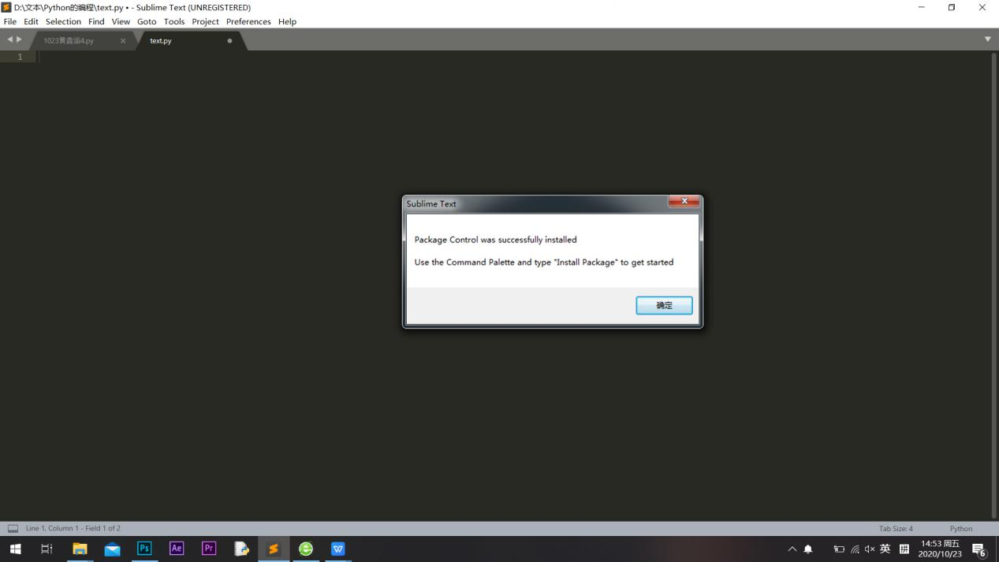 D:\文本\Python的编程\text.py • - Sublime Text (UNREGISTERED)
File Edit Selection Find View Goto Tools Project Preferences Help
1023黄鑫涵4.py text.py
1
Sublime Text
Package Control was successfully installed
Use the Command Palette and type "Install Package" to get started
确定
Line 1, Column 1 - Field 1 of 2 Tab Size: 4 Python
Ps Ae Pr W 英 拼 14:53 周五
2020/10/23 6